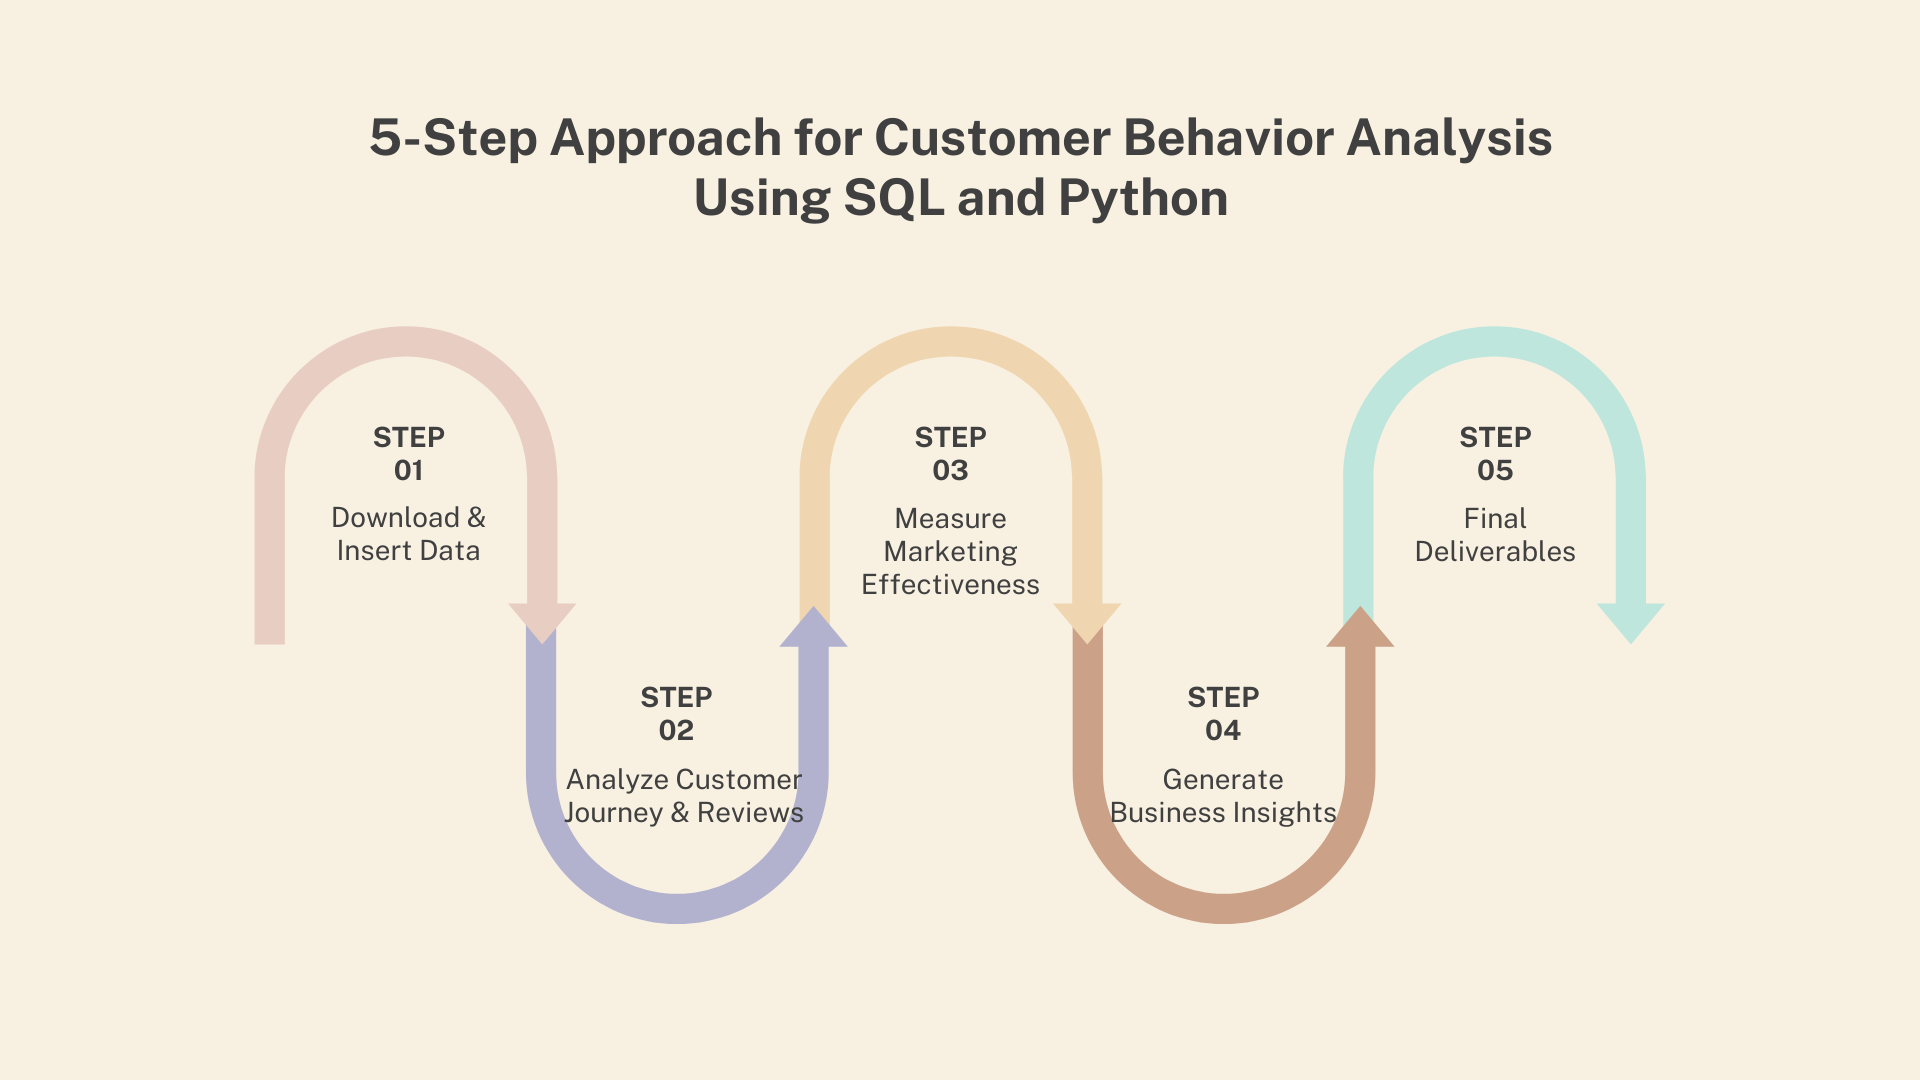 5-Step Approach for Customer Behavior Analysis
Using SQL and Python
STEP
01
Download &
Insert Data
STEP
02
Analyze Customer
Journey & Reviews
STEP
03
Measure
Marketing
Effectiveness
STEP
04
Generate
Business Insights
STEP
05
Final
Deliverables